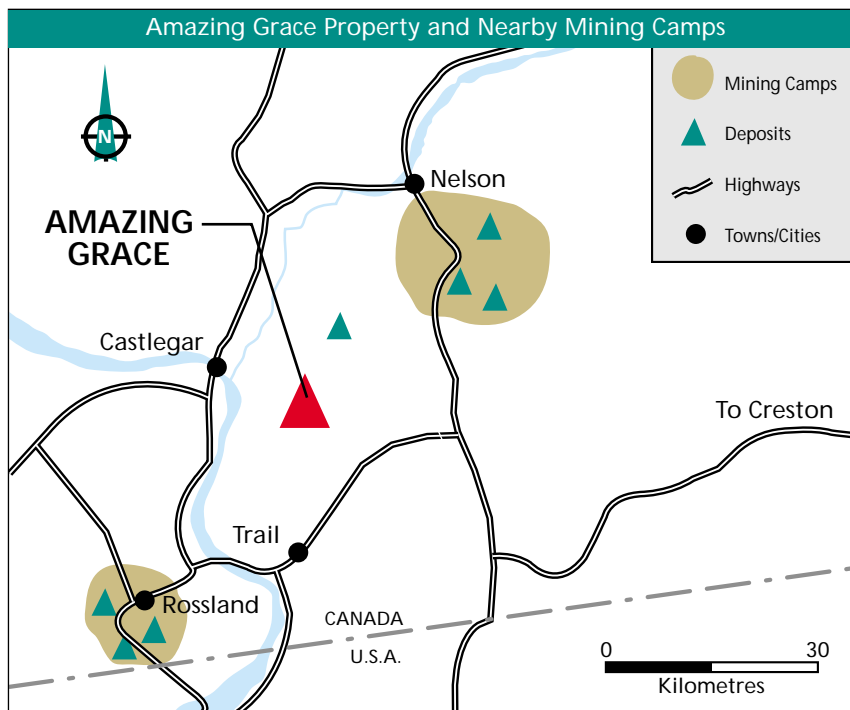 Amazing Grace Property and Nearby Mining Camps
Mining Camps
Deposits
Highways
Towns/Cities
N
Nelson
AMAZING
GRACE
Castlegar
To Creston
Trail
Rossland
CANADA
U.S.A.
0 30
Kilometres